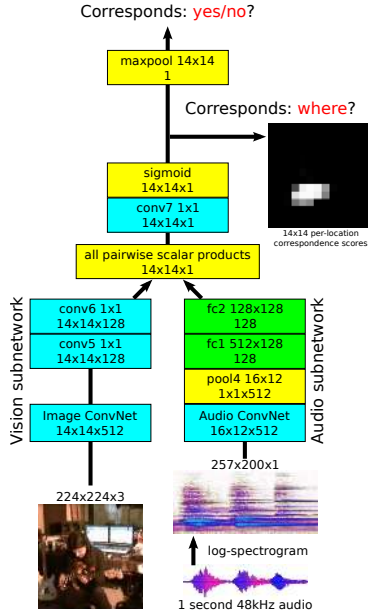 Corresponds: yes/no?
maxpool 14x14
1
Corresponds: where?
sigmoid
14x14x1
conv7 1x1
14x14x1
14x14 per-location
correspondence scores
all pairwise scalar products
14x14x1
Vision subnetwork
conv6 1x1
14x14x128
conv5 1x1
14x14x128
Image ConvNet
14x14x512
224x224x3
Audio subnetwork
fc2 128x128
128
fc1 512x128
128
pool4 16x12
1x1x512
Audio ConvNet
16x12x512
257x200x1
log-spectrogram
1 second 48kHz audio